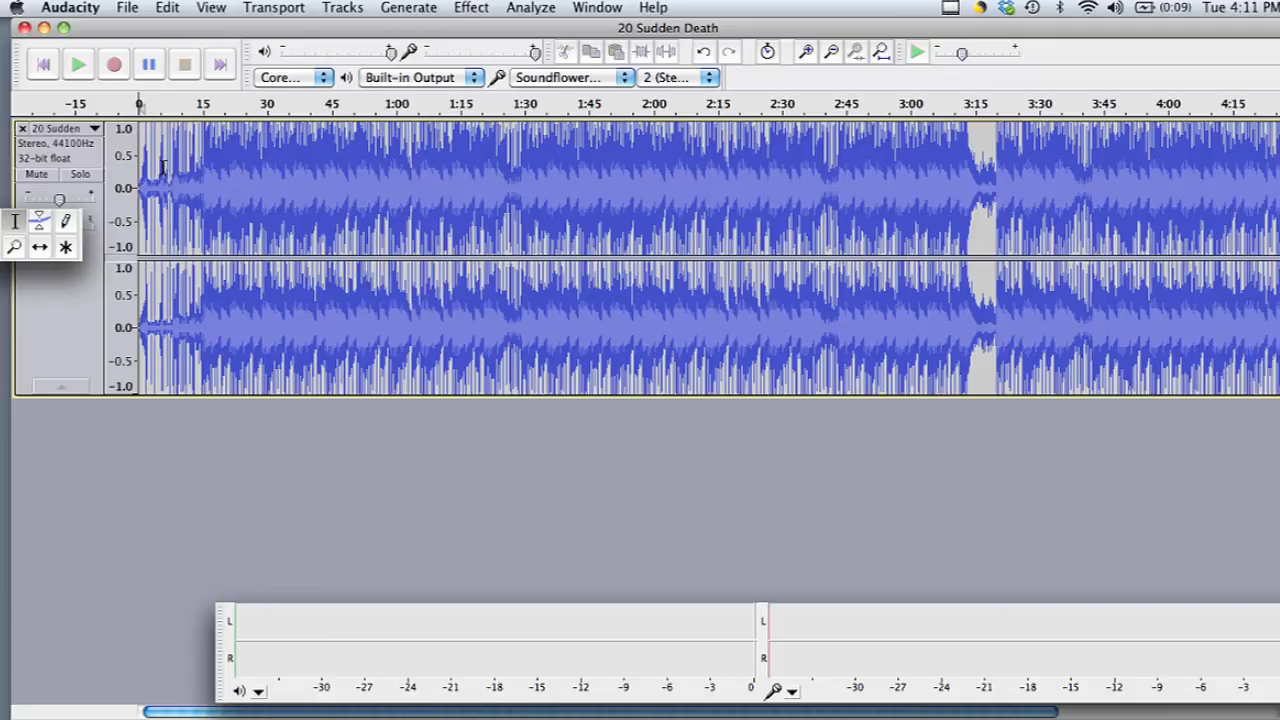 Audacity File Edit View Transport Tracks Generate Effect Analyze Window Help (0:09) Tue 4:11 PM
20 Sudden Death
Core... Built-in Output Soundflower... 2 (Ste...
-15 0 15 30 45 1:00 1:15 1:30 1:45 2:00 2:15 2:30 2:45 3:00 3:15 3:30 3:45 4:00 4:15
20 Sudden
Stereo, 44100Hz
32-bit float
Mute Solo
- +
1.0
0.5
0.0
-0.5
-1.0
1.0
0.5
0.0
-0.5
-1.0
L L
R R
-30 -27 -24 -21 -18 -15 -12 -9 -6 -3 0 -30 -27 -24 -21 -18 -15 -12 -9 -6 -3